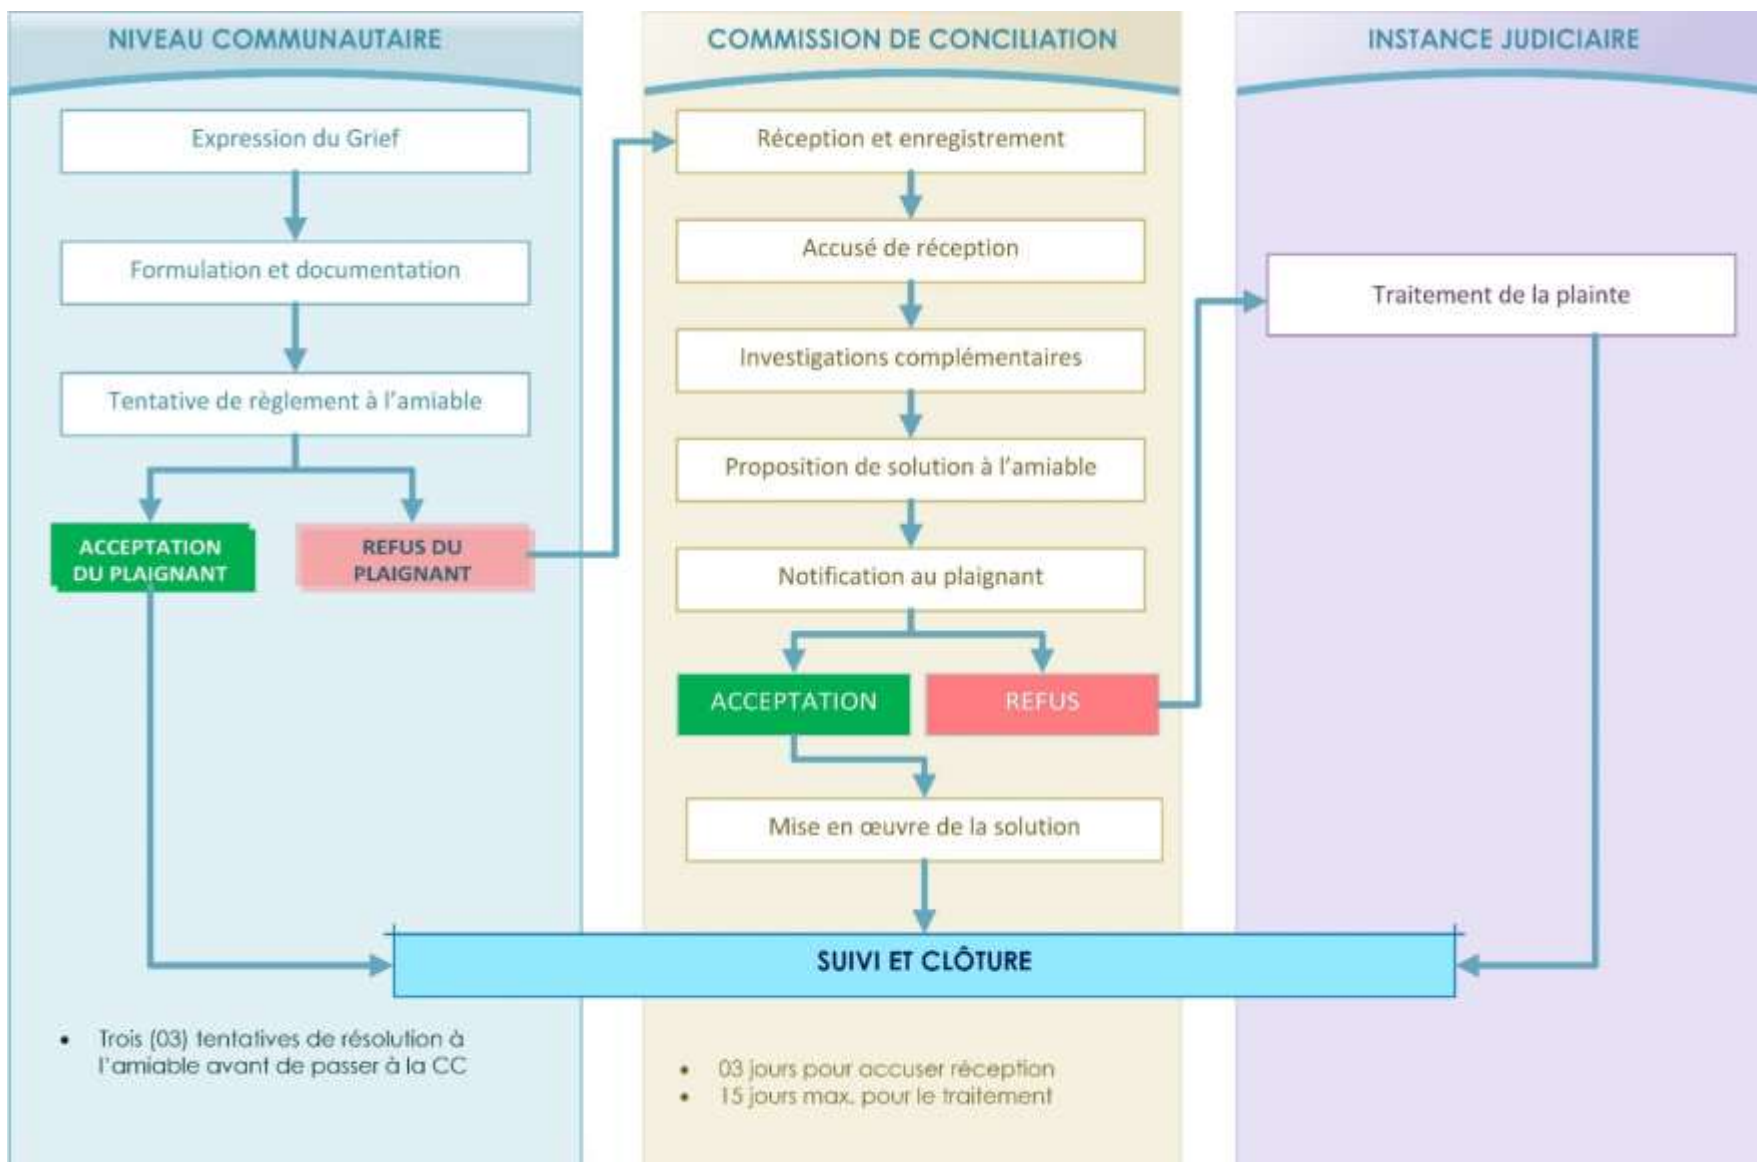 NIVEAU COMMUNAUTAIRE
Expression du Grief
Formulation et documentation
Tentative de règlement à l'amiable
ACCEPTATION
DU PLAIGNANT
REFUS DU
PLAIGNANT
• Trois (03) tentatives de résolution à
l'amiable avant de passer à la CC
COMMISSION DE CONCILIATION
Réception et enregistrement
Accusé de réception
Investigations complémentaires
Proposition de solution à l'amiable
Notification au plaignant
ACCEPTATION
REFUS
Mise en œuvre de la solution
SUIVI ET CLÔTURE
• 03 jours pour accuser réception
• 15 jours max. pour le traitement
INSTANCE JUDICIAIRE
Traitement de la plainte